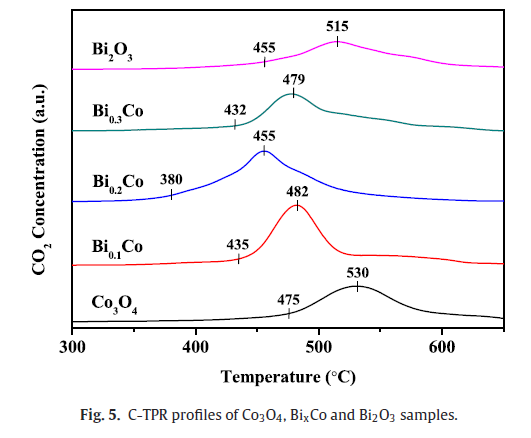 515
Bi₂O₃
455
479
Bi₀.₃Co
432
455
Bi₀.₂Co
380
482
Bi₀.₁Co
435
530
Co₃O₄
475
CO₂ Concentration (a.u.)
300
400
500
600
Temperature (°C)
Fig. 5. C-TPR profiles of Co₃O₄, BiₓCo and Bi₂O₃ samples.